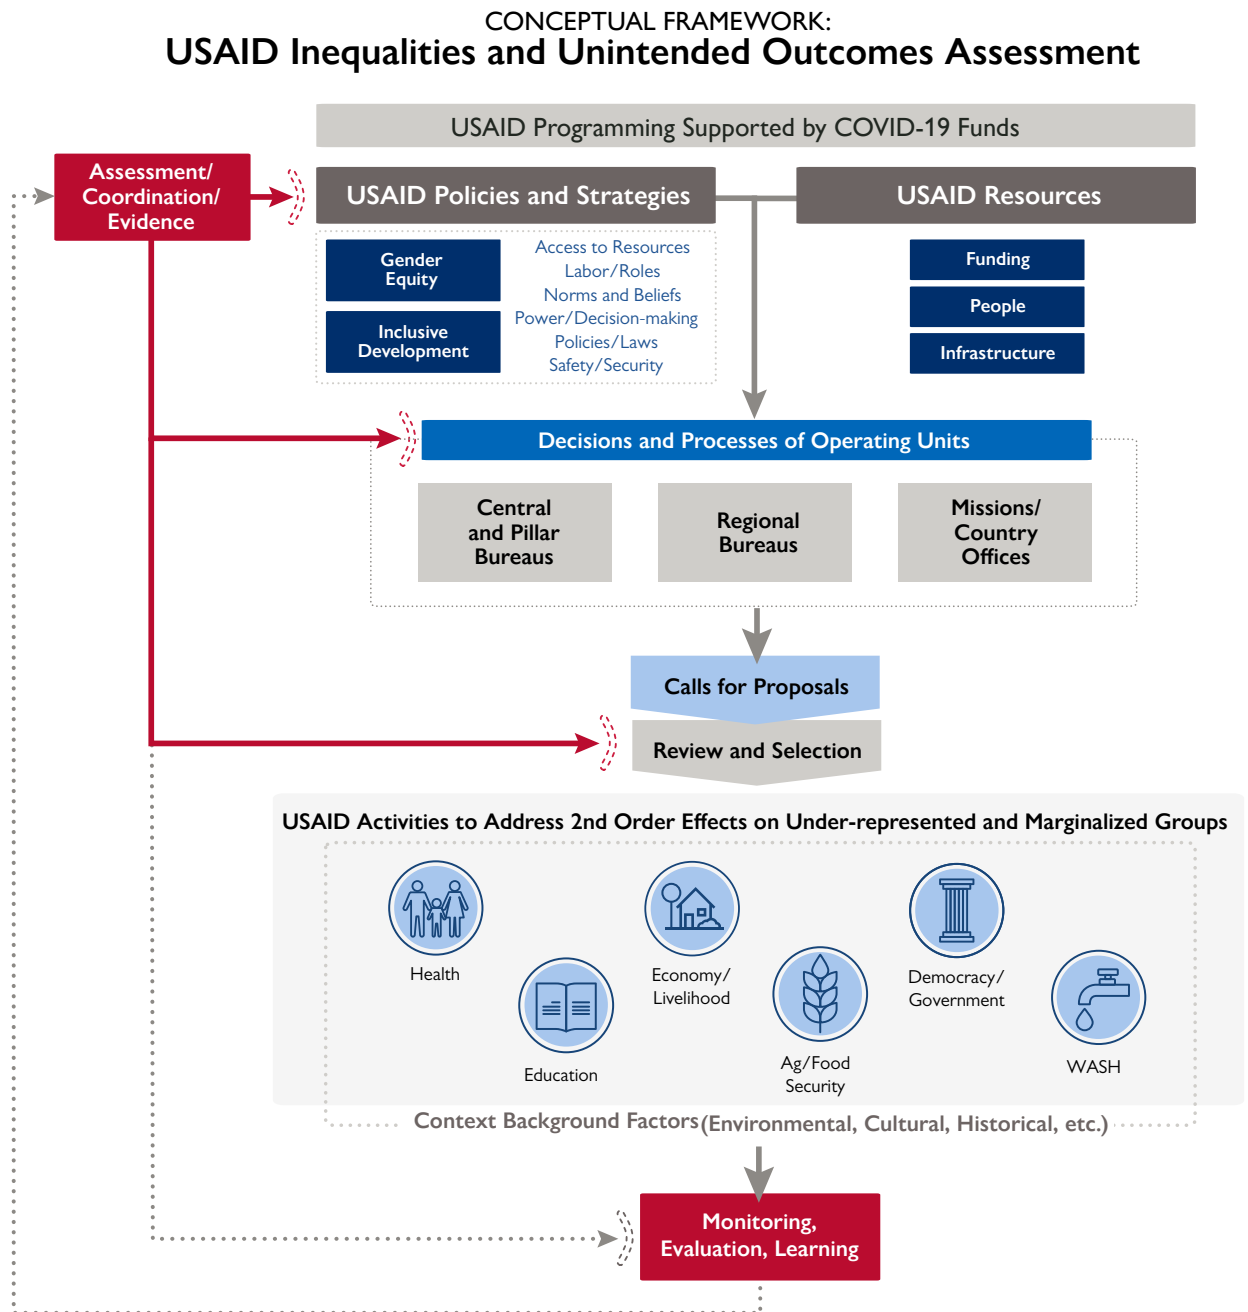 CONCEPTUAL FRAMEWORK:
USAID Inequalities and Unintended Outcomes Assessment
USAID Programming Supported by COVID-19 Funds
Assessment/
Coordination/
Evidence
USAID Policies and Strategies
USAID Resources
Gender
Equity
Inclusive
Development
Access to Resources
Labor/Roles
Norms and Beliefs
Power/Decision-making
Policies/Laws
Safety/Security
Funding
People
Infrastructure
Decisions and Processes of Operating Units
Central
and Pillar
Bureaus
Regional
Bureaus
Missions/
Country
Offices
Calls for Proposals
Review and Selection
USAID Activities to Address 2nd Order Effects on Under-represented and Marginalized Groups
Health
Education
Economy/
Livelihood
Ag/Food
Security
Democracy/
Government
WASH
Context Background Factors (Environmental, Cultural, Historical, etc.)
Monitoring,
Evaluation, Learning